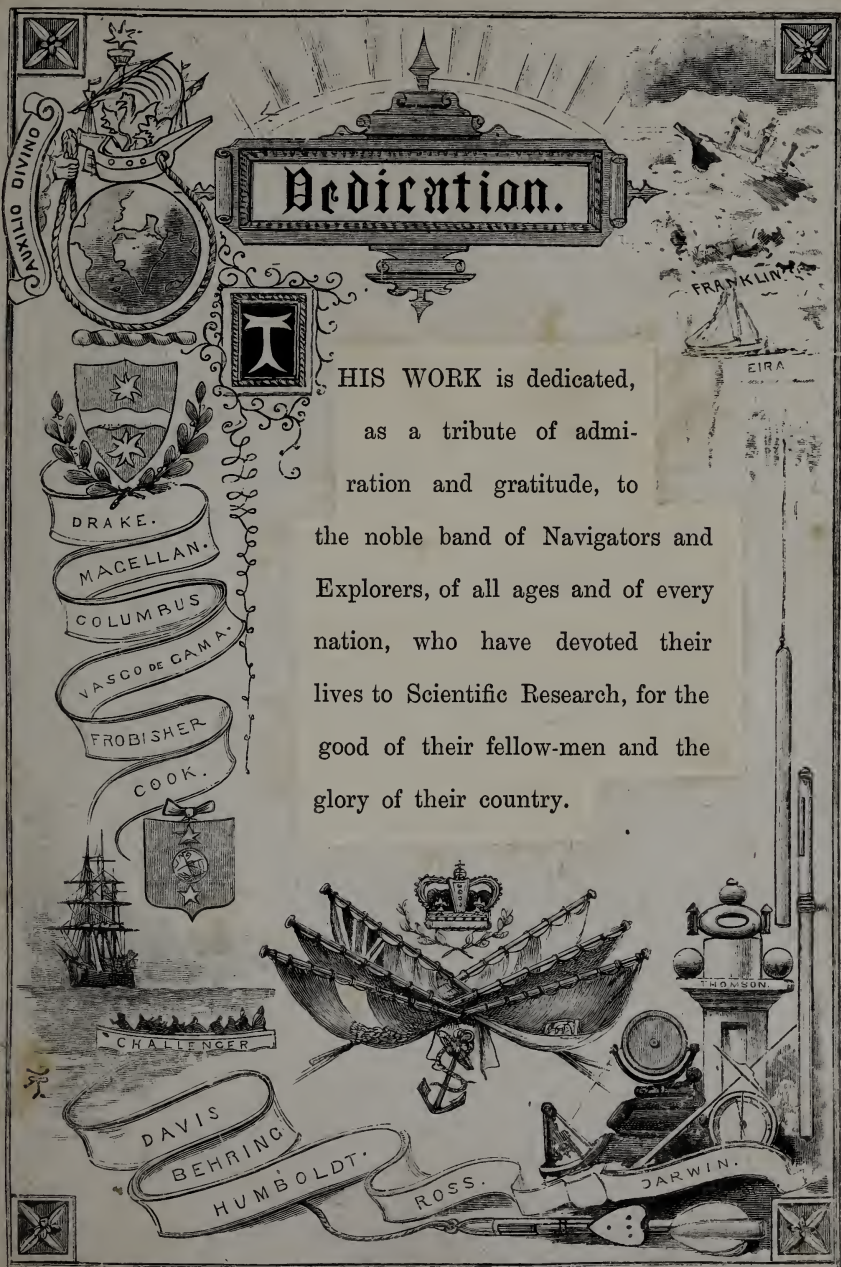 AUXILIO DIVINO
Dedication.
FRANKLIN
EIRA
THIS WORK is dedicated,
as a tribute of admi-
ration and gratitude, to
the noble band of Navigators and
Explorers, of all ages and of every
nation, who have devoted their
lives to Scientific Research, for the
good of their fellow-men and the
glory of their country.
DRAKE.
MAGELLAN.
COLUMBUS
VASCO DE GAMA.
FROBISHER
COOK.
THOMSON.
CHALLENGER
DAVIS
BEHRING
HUMBOLDT.
ROSS.
DARWIN.